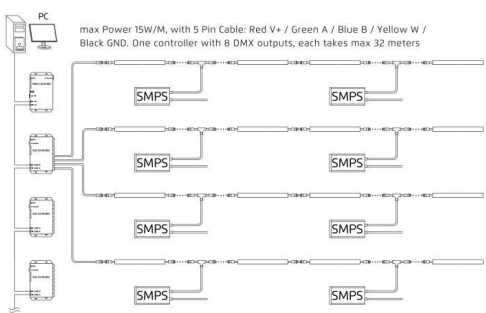 PC
max Power 15W/M, with 5 Pin Cable: Red V+ / Green A / Blue B / Yellow W /
Black GND. One controller with 8 DMX outputs, each takes max 32 meters
SMPS
SMPS
SMPS
SMPS
SMPS
SMPS
SMPS
SMPS